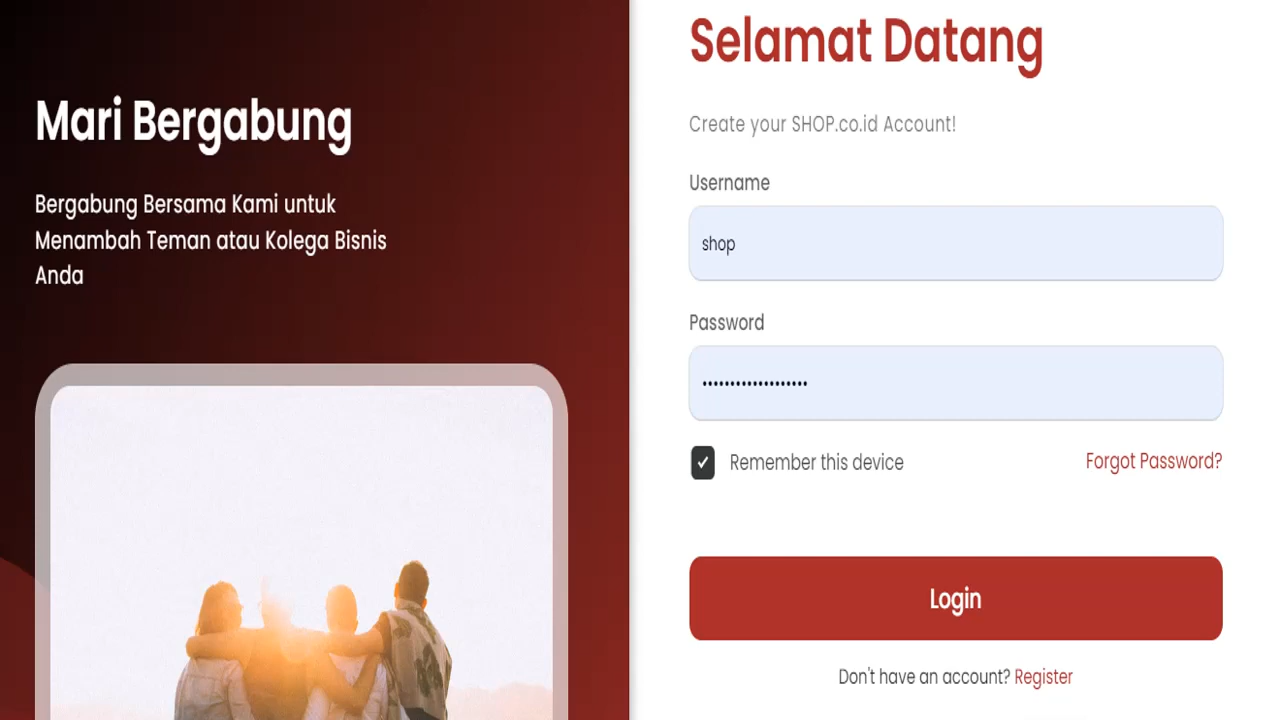 Mari Bergabung
Bergabung Bersama Kami untuk
Menambah Teman atau Kolega Bisnis
Anda
Selamat Datang
Create your SHOP.co.id Account!
Username
shop
Password
•••••••••••••••••••
Remember this device
Forgot Password?
Login
Don't have an account? Register